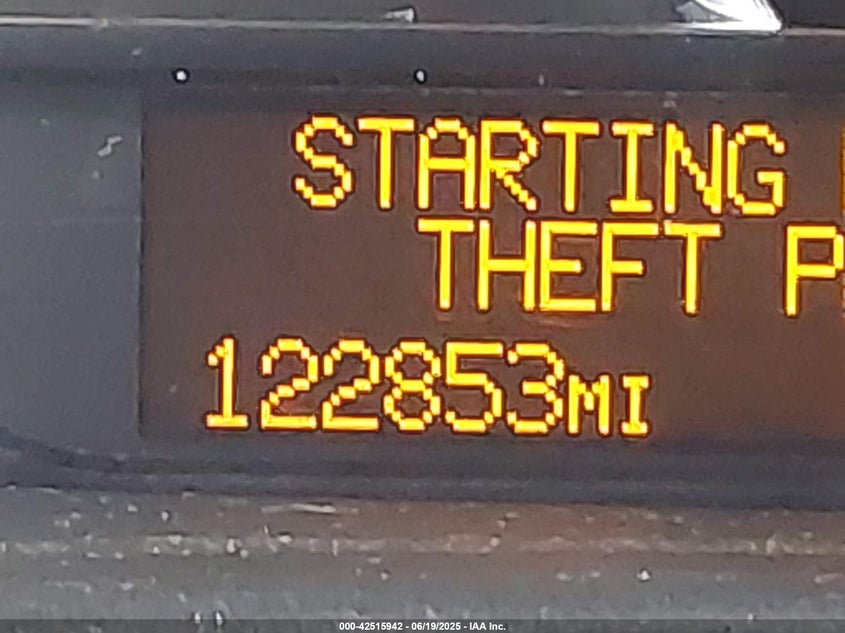 STARTING
THEFT P
122853MI
000-42515942 - 06/19/2025 - IAA Inc.